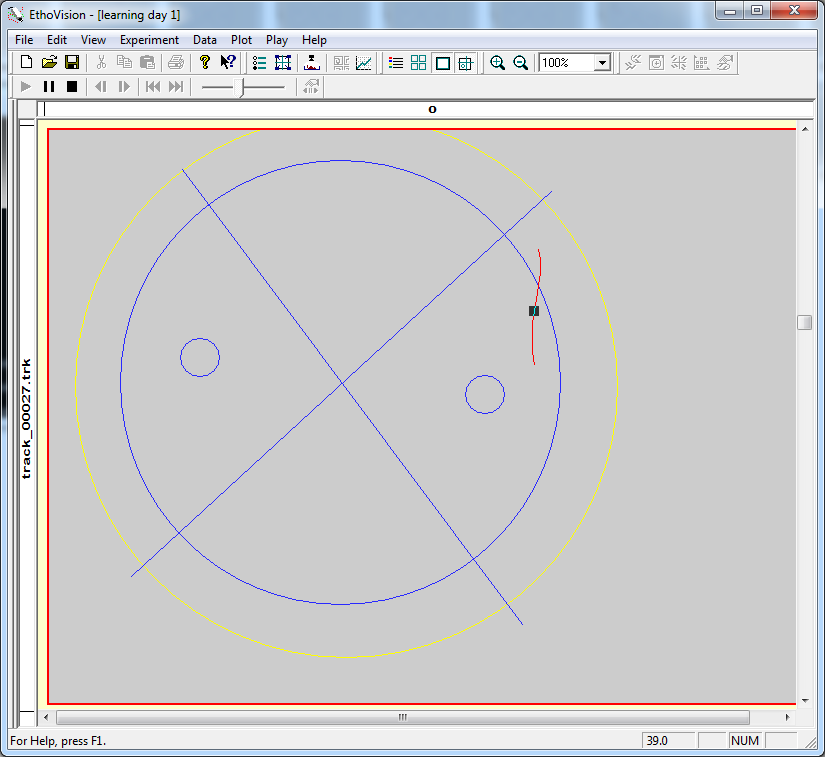 EthoVision - [learning day 1]
File Edit View Experiment Data Plot Play Help
100%
o
track_00027.trk
For Help, press F1.
39.0
NUM